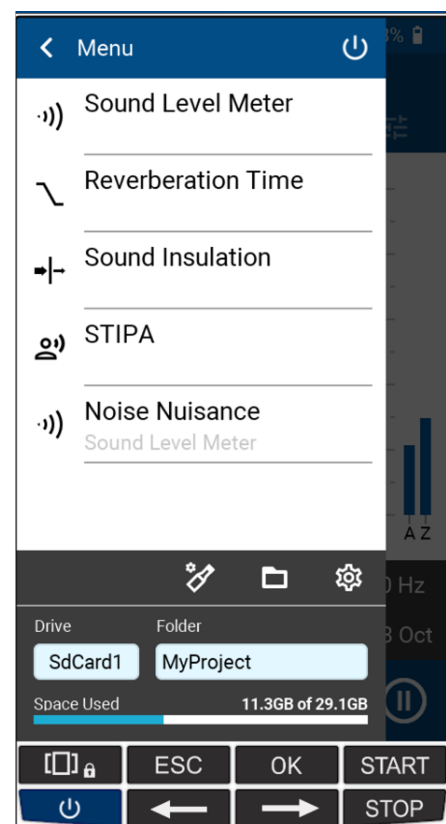 Menu
% 
Sound Level Meter
Reverberation Time
Sound Insulation
STIPA
Noise Nuisance
Sound Level Meter
A Z
Hz
Drive Folder
Oct
SdCard1 MyProject
Space Used 11.3GB of 29.1GB
ESC OK START
STOP